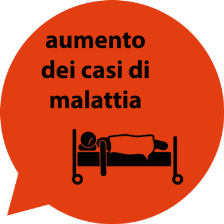 aumento
dei casi di
malattia